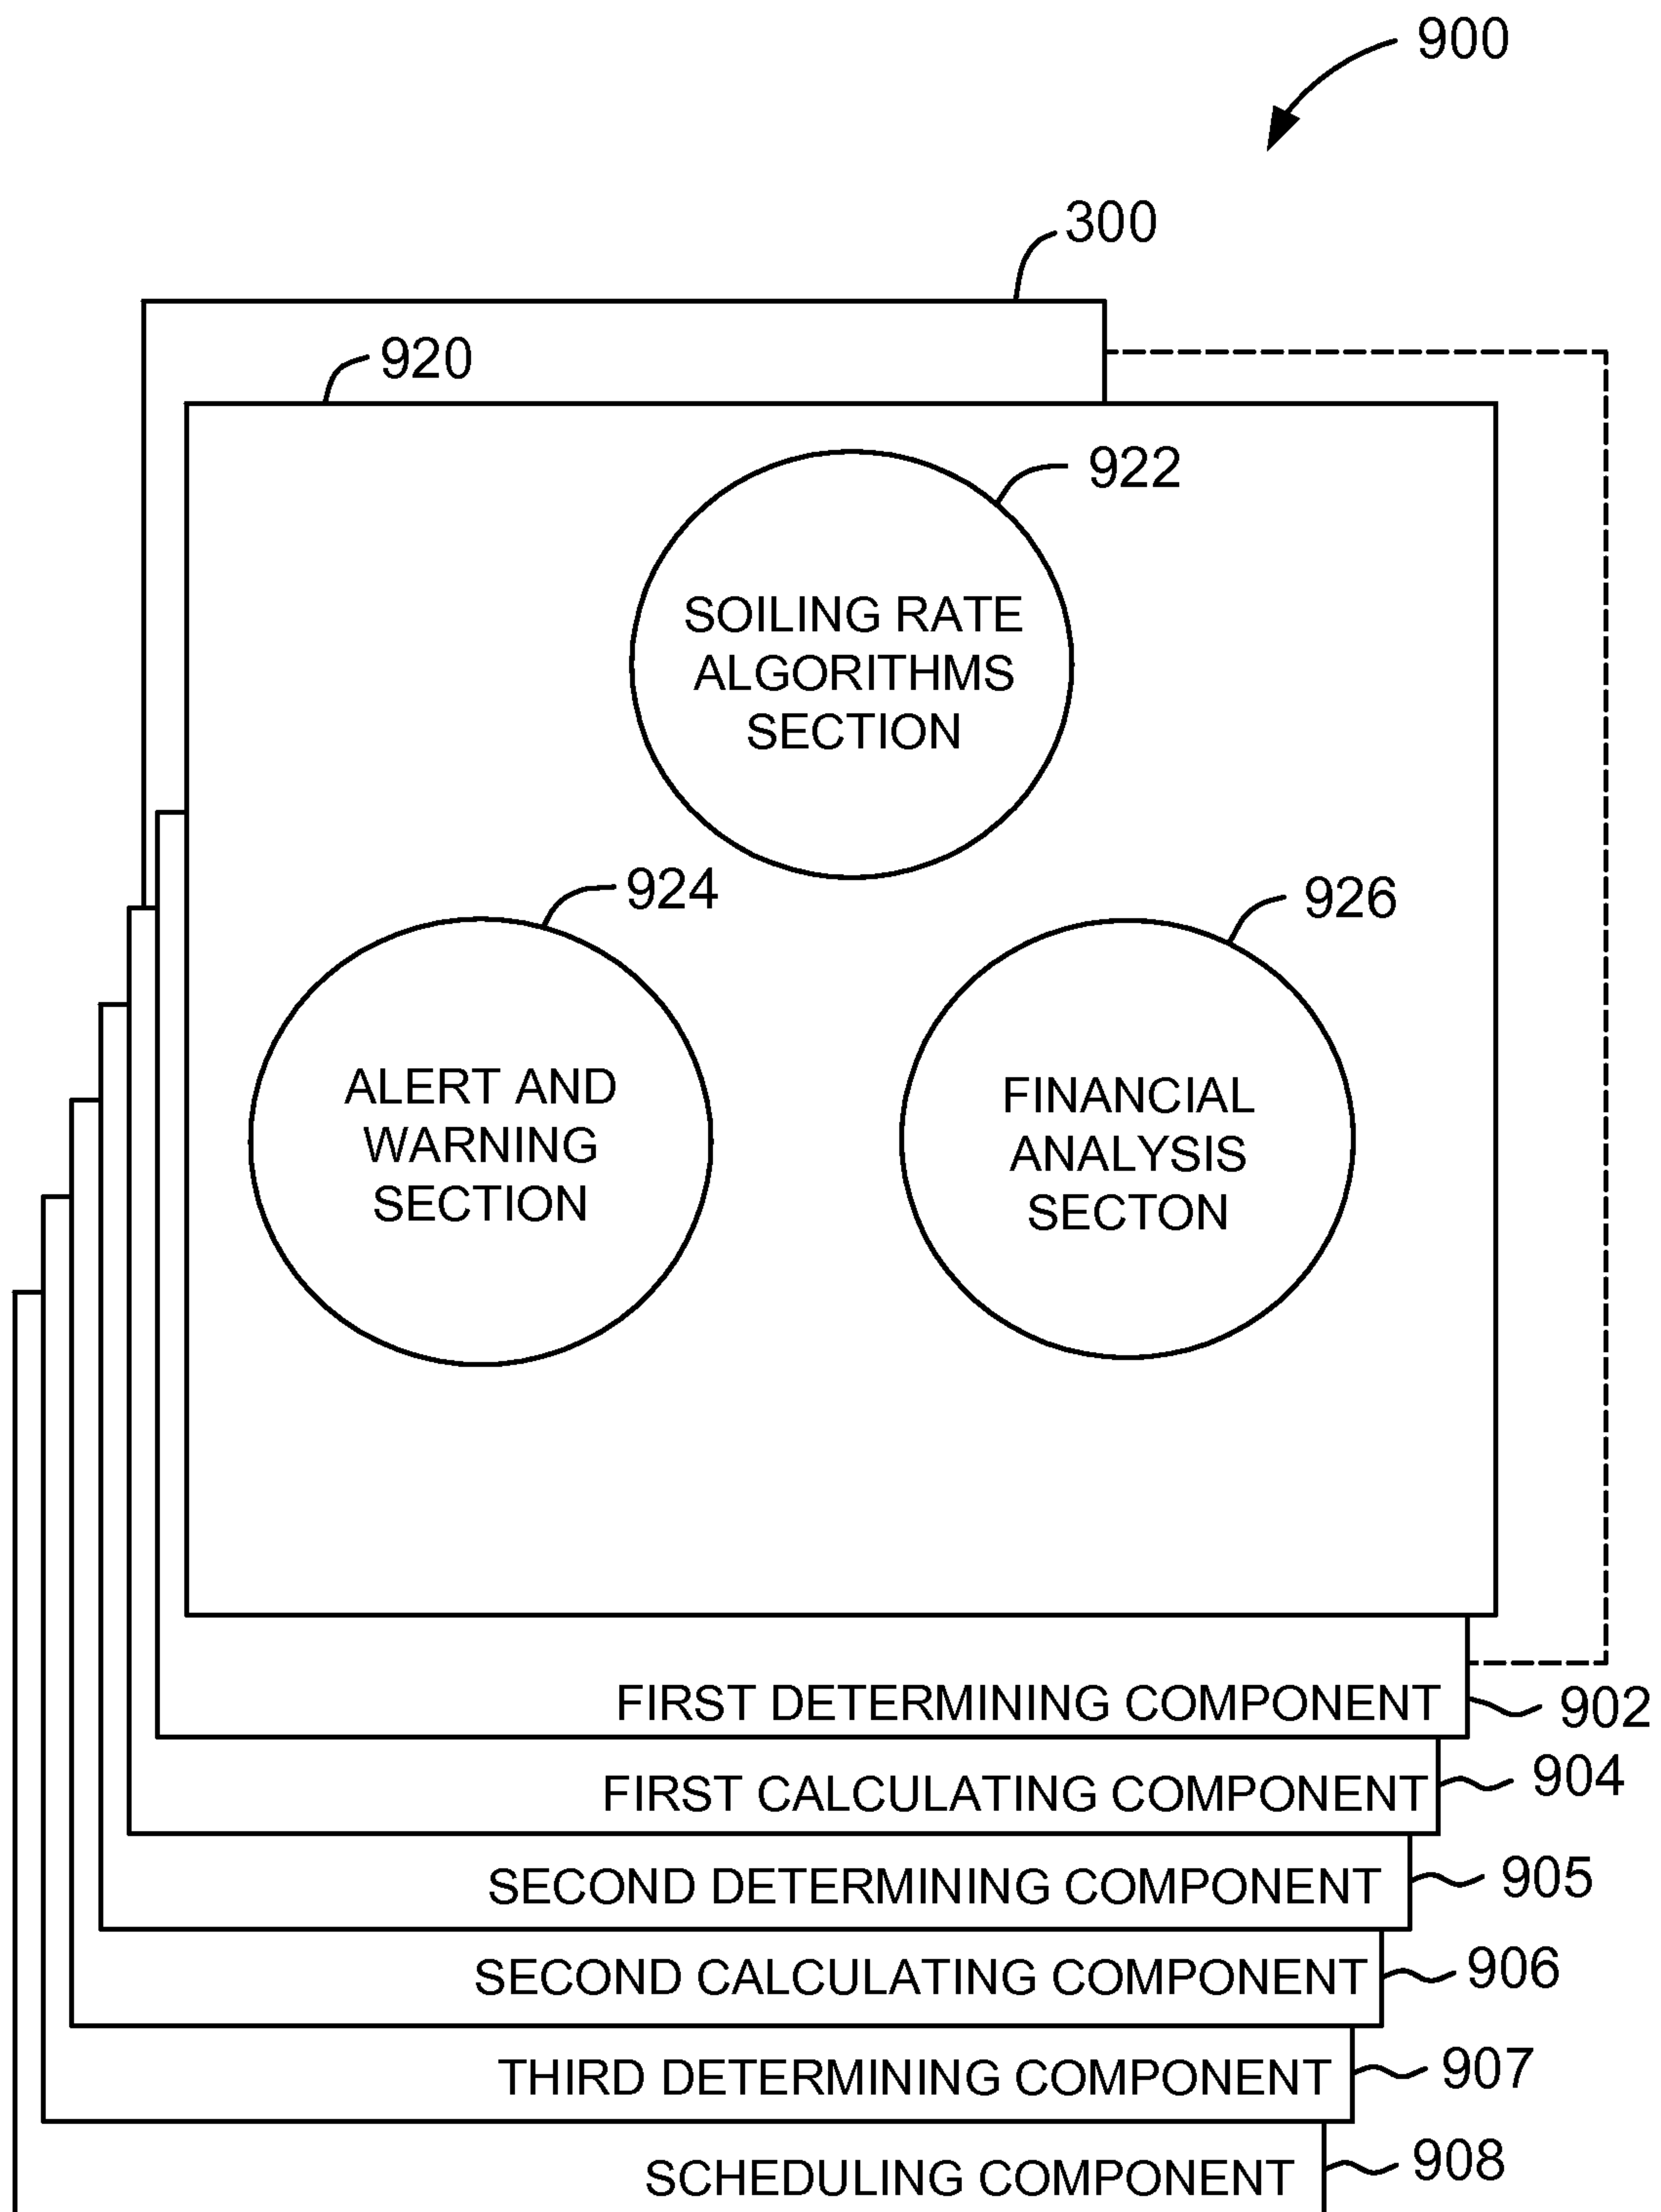 900
300
920
922
SOILING RATE
ALGORITHMS
SECTION
924
926
ALERT AND
WARNING
SECTION
FINANCIAL
ANALYSIS
SECTON
FIRST DETERMINING COMPONENT
902
FIRST CALCULATING COMPONENT
904
SECOND DETERMINING COMPONENT
905
SECOND CALCULATING COMPONENT
906
THIRD DETERMINING COMPONENT
907
SCHEDULING COMPONENT
908